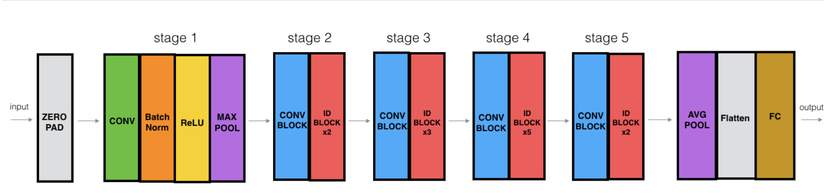 stage 1
stage 2
stage 3
stage 4
stage 5
input
ZERO
PAD
CONV
Batch
Norm
ReLU
MAX
POOL
CONV
BLOCK
ID
BLOCK
x2
CONV
BLOCK
ID
BLOCK
x3
CONV
BLOCK
ID
BLOCK
x5
CONV
BLOCK
ID
BLOCK
x2
AVG
POOL
Flatten
FC
output